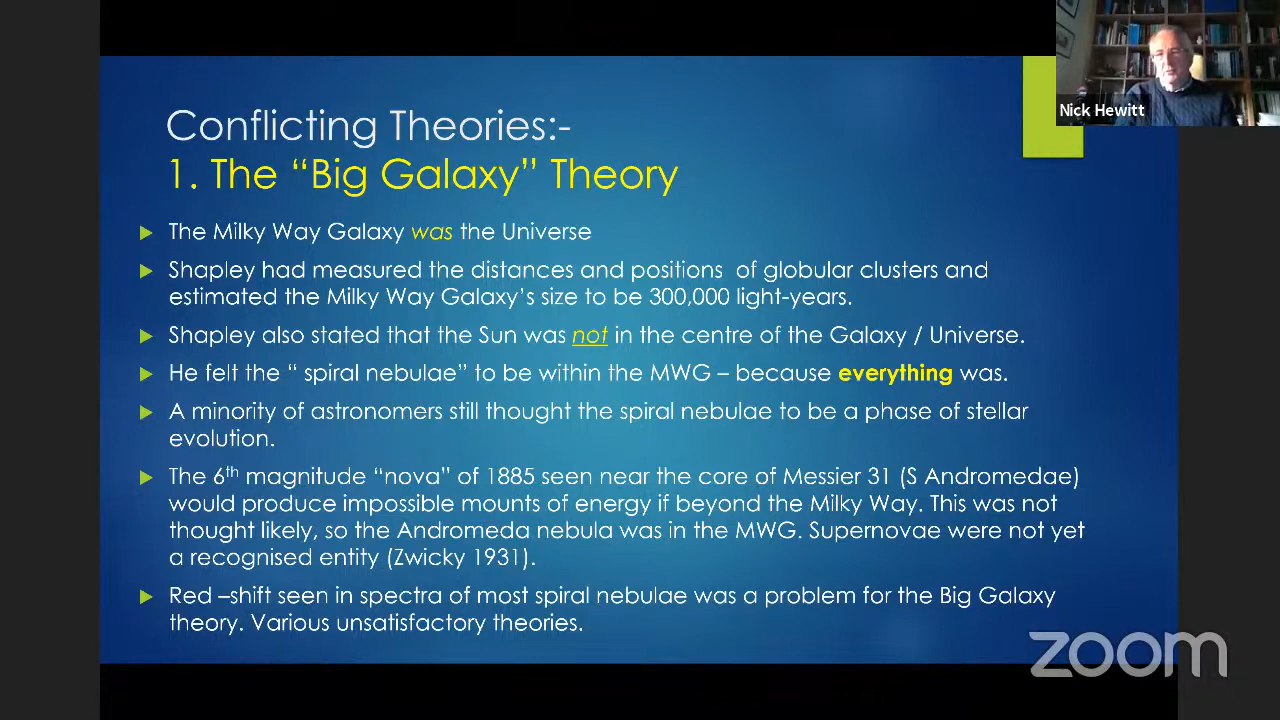 Nick Hewitt
Conflicting Theories:-
1. The “Big Galaxy” Theory
The Milky Way Galaxy was the Universe
Shapley had measured the distances and positions of globular clusters and
estimated the Milky Way Galaxy’s size to be 300,000 light-years.
Shapley also stated that the Sun was not in the centre of the Galaxy / Universe.
He felt the “ spiral nebulae” to be within the MWG – because everything was.
A minority of astronomers still thought the spiral nebulae to be a phase of stellar
evolution.
The 6th magnitude “nova” of 1885 seen near the core of Messier 31 (S Andromedae)
would produce impossible mounts of energy if beyond the Milky Way. This was not
thought likely, so the Andromeda nebula was in the MWG. Supernovae were not yet
a recognised entity (Zwicky 1931).
Red –shift seen in spectra of most spiral nebulae was a problem for the Big Galaxy
theory. Various unsatisfactory theories.
zoom